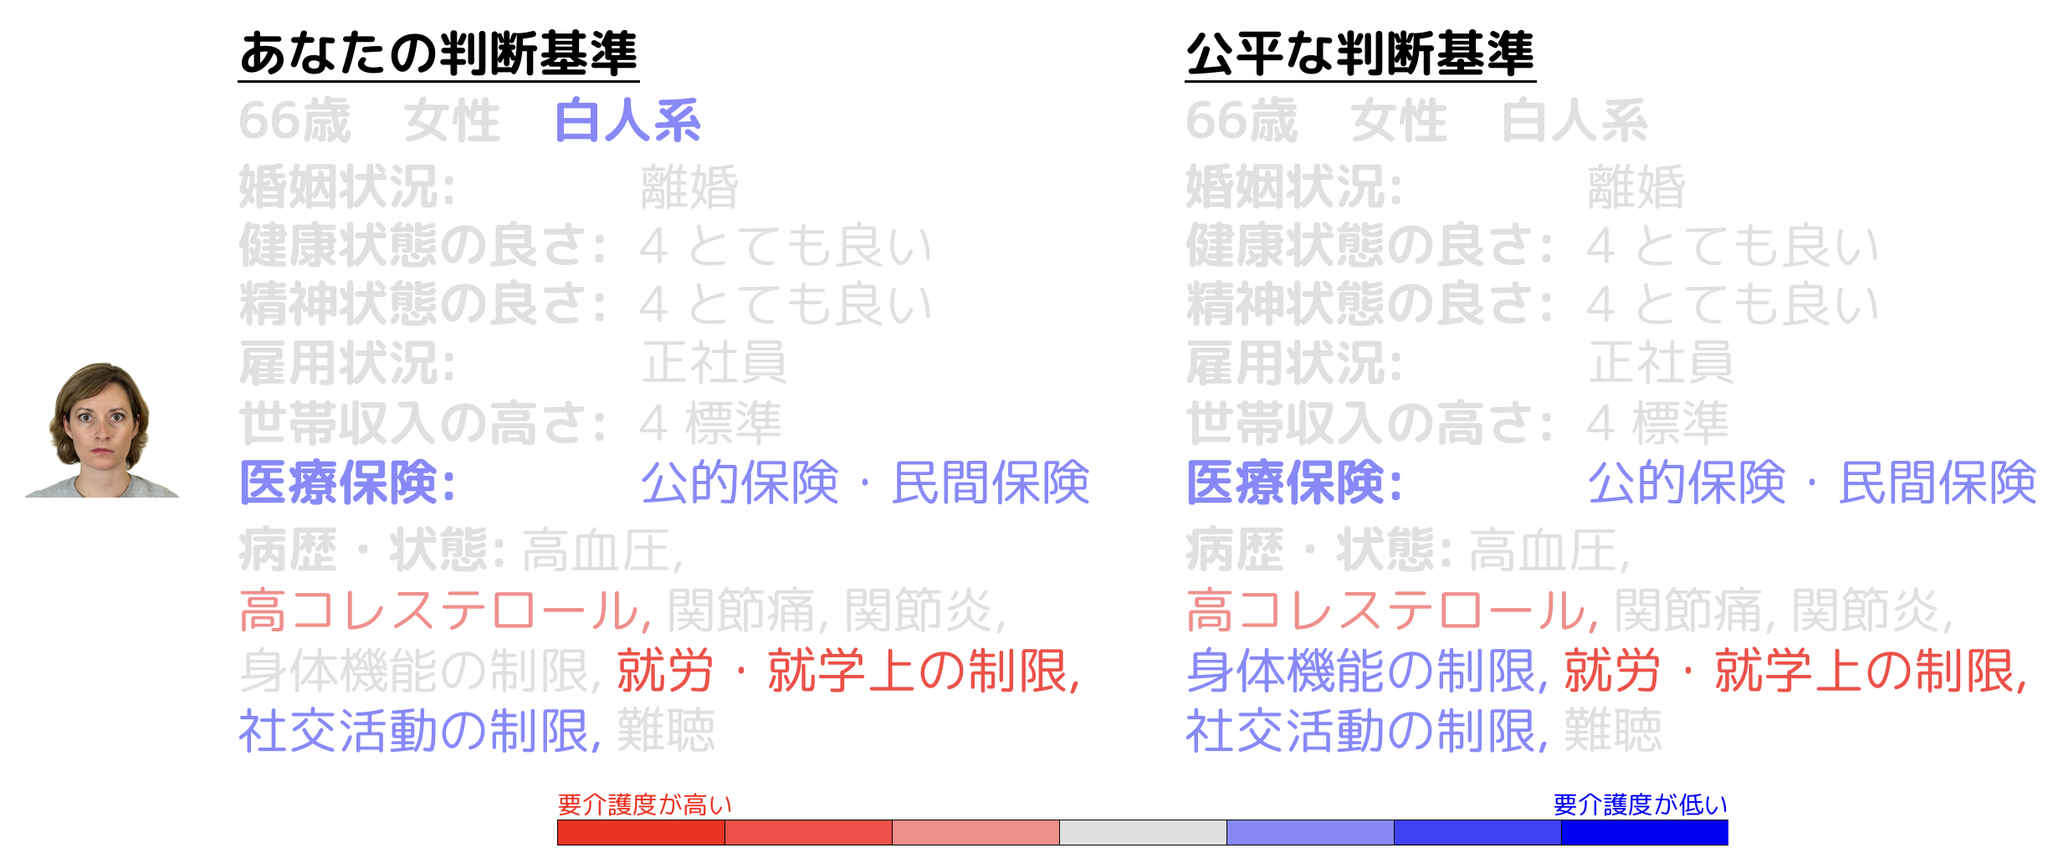 あなたの判断基準
66歳 女性 白人系
婚姻状況: 離婚
健康状態の良さ: 4 とても良い
精神状態の良さ: 4 とても良い
雇用状況: 正社員
世帯収入の高さ: 4 標準
医療保険: 公的保険・民間保険
病歴・状態: 高血圧,
高コレステロール, 関節痛, 関節炎,
身体機能の制限, 就労・就学上の制限,
社交活動の制限, 難聴
公平な判断基準
66歳 女性 白人系
婚姻状況: 離婚
健康状態の良さ: 4 とても良い
精神状態の良さ: 4 とても良い
雇用状況: 正社員
世帯収入の高さ: 4 標準
医療保険: 公的保険・民間保険
病歴・状態: 高血圧,
高コレステロール, 関節痛, 関節炎,
身体機能の制限, 就労・就学上の制限,
社交活動の制限, 難聴
要介護度が高い
要介護度が低い